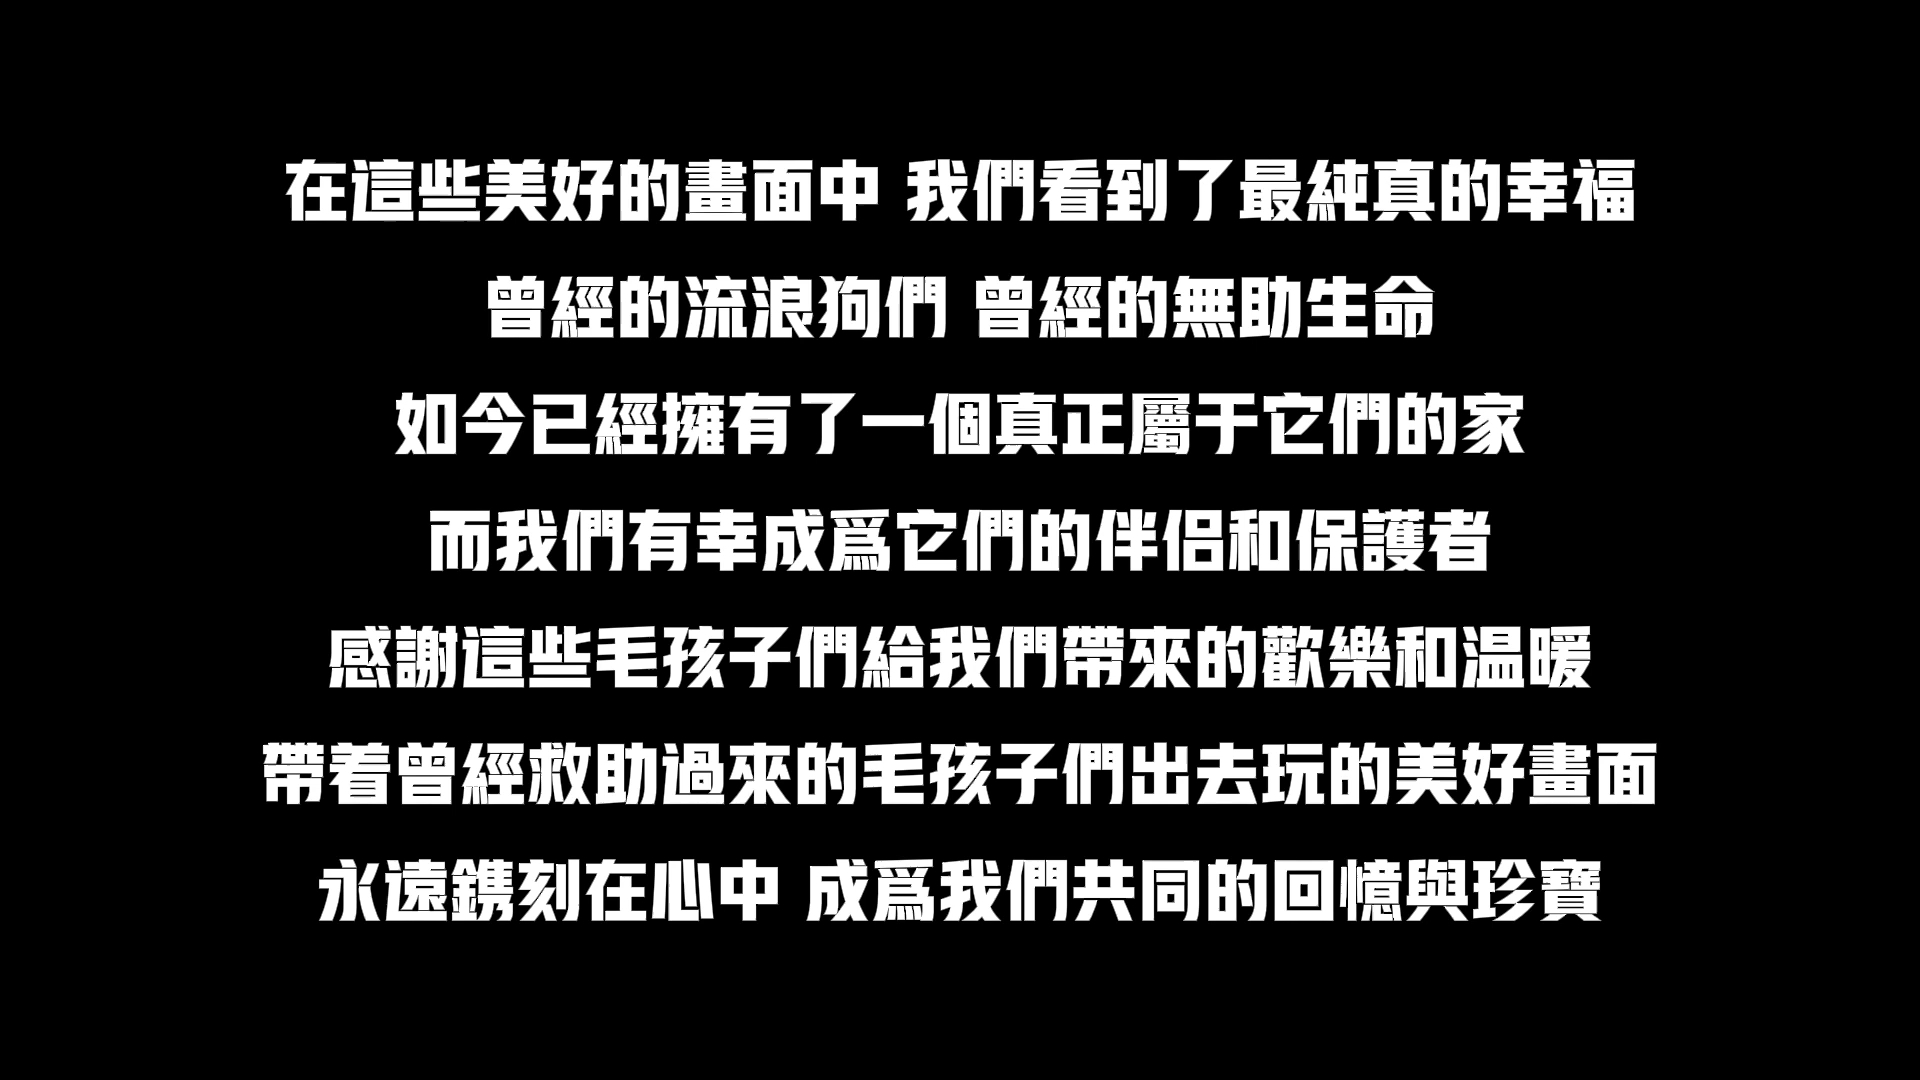 在這些美好的畫面中 我們看到了最純真的幸福
曾經的流浪狗們 曾經的無助生命
如今已經擁有了一個真正屬于它們的家
而我們有幸成爲它們的伴侣和保護者
感謝這些毛孩子們給我們帶來的歡樂和温暖
帶着曾經救助過來的毛孩子們出去玩的美好畫面
永遠鐫刻在心中 成爲我們共同的回憶與珍寶